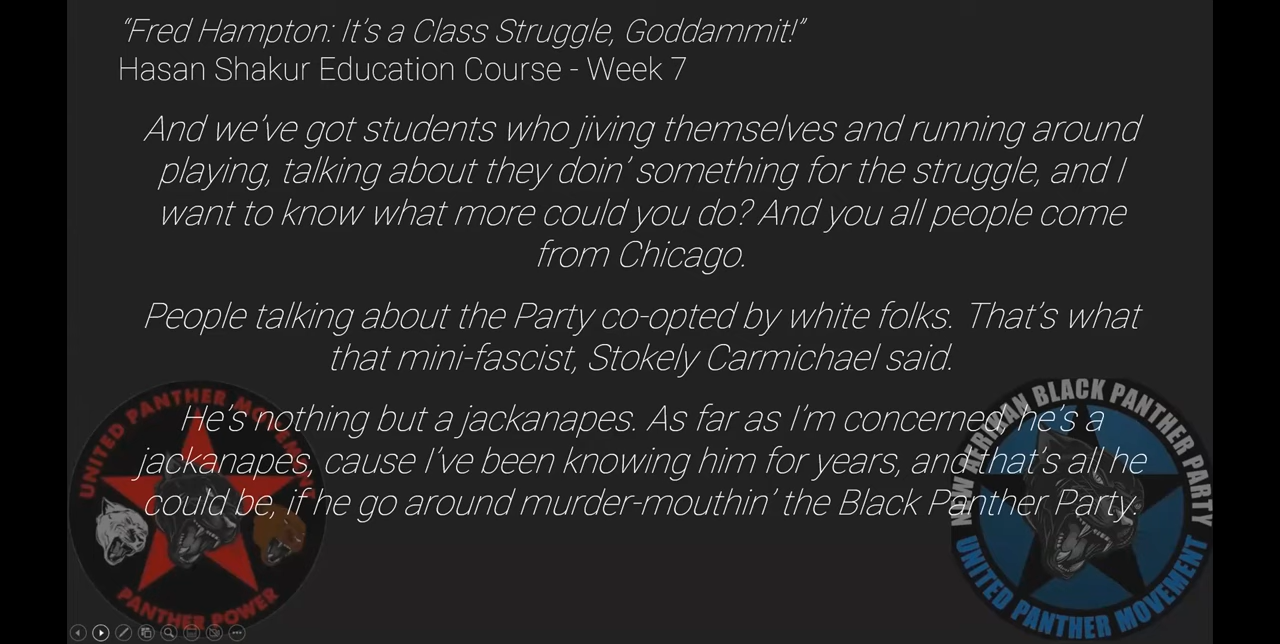 “Fred Hampton: It’s a Class Struggle, Goddammit!”
Hasan Shakur Education Course - Week 7
And we’ve got students who jiving themselves and running around
playing, talking about they doin’ something for the struggle, and I
want to know what more could you do? And you all people come
from Chicago.
People talking about the Party co-opted by white folks. That’s what
that mini-fascist, Stokely Carmichael said.
He’s nothing but a jackanapes. As far as I’m concerned, he’s a
jackanapes, cause I’ve been knowing him for years, and that’s all he
could be, if he go around murder-mouthin’ the Black Panther Party.
UNITED PANTHER MOVEMENT
PANTHER POWER
NEW AFRIKAN BLACK PANTHER PARTY
UNITED PANTHER MOVEMENT